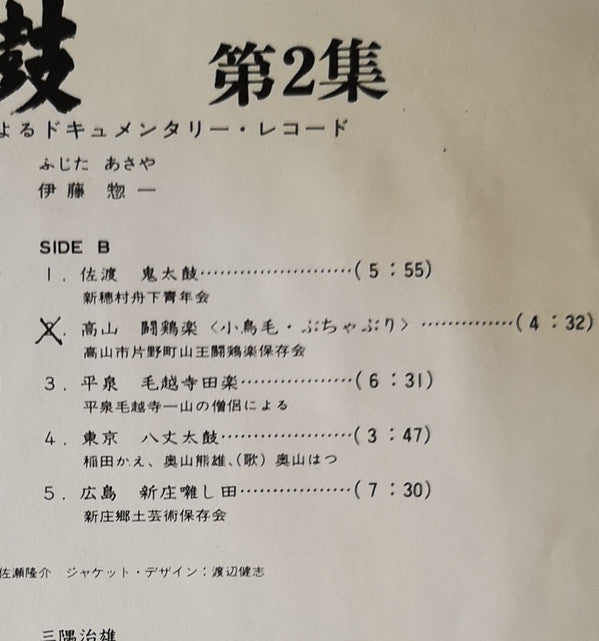 鼓 第2集
よるドキュメンタリー・レコード
ふじた あさや
伊藤 惣一
SIDE B
1. 佐渡 鬼太鼓……………………(5:55)
新穂村舟下青年会
2. 高山 闘鶏楽〈小鳥毛・ぶちゃぶり〉……………(4:32)
高山市片野町山王闘鶏楽保存会
3. 平泉 毛越寺田楽………………(6:31)
平泉毛越寺一山の僧侶による
4. 東京 八丈太鼓…………………(3:47)
稲田かえ、奥山熊雄、(歌)奥山はつ
5. 広島 新庄囃し田………………(7:30)
新庄郷土芸術保存会
佐瀬隆介 ジャケット・デザイン:渡辺健志
三隅治雄